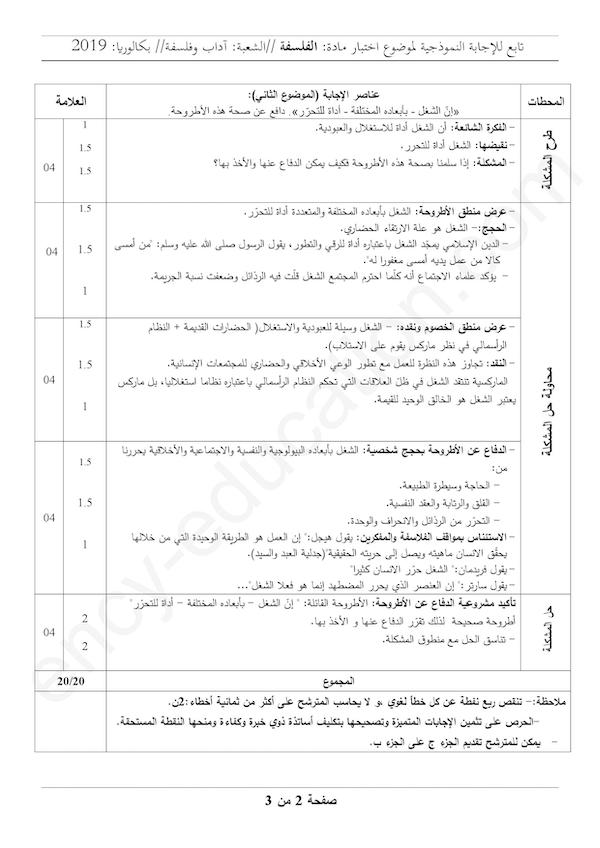 تابع للإجابة النموذجية لموضوع اختبار مادة: الفلسفة //الشعبة: آداب وفلسفة// بكالوريا: 2019
المحطات
عناصر الإجابة (الموضوع الثاني):
«إنّ الشغل - بأبعاده المختلفة - أداة للتحرّر». دافع عن صحة هذه الأطروحة.
العلامة
طرح المشكلة
– الفكرة الشائعة: أن الشغل أداة للاستغلال والعبودية.
1
– نقيضها: الشغل أداة للتحرر.
1.5
– المشكلة: إذا سلمنا بصحة هذه الأطروحة فكيف يمكن الدفاع عنها والأخذ بها؟
1.5
04
محاولة حل المشكلة
– عرض منطق الأطروحة: الشغل بأبعاده المختلفة والمتعددة أداة للتحرّر.
1.5
– الحجج:– الشغل هو علة الارتقاء الحضاري.
– الدين الإسلامي يمجّد الشغل باعتباره أداة للرقي والتطور، يقول الرسول صلى الله عليه وسلم: "من أمسى
كالا من عمل يديه أمسى مغفورا له".
1.5
04
– يؤكد علماء الاجتماع أنه كلّما احترم المجتمع الشغل قلّت فيه الرذائل وضعفت نسبة الجريمة.
1
– عرض منطق الخصوم ونقده: – الشغل وسيلة للعبودية والاستغلال( الحضارات القديمة + النظام
الرأسمالي في نظر ماركس يقوم على الاستلاب).
1.5
– النقد: تجاوز هذه النظرة للعمل مع تطور الوعي الأخلاقي والحضاري للمجتمعات الإنسانية.
1.5
الماركسية تنتقد الشغل في ظلّ العلاقات التي تحكم النظام الرأسمالي باعتباره نظاما استغلاليا، بل ماركس
يعتبر الشغل هو الخالق الوحيد للقيمة.
1
04
– الدفاع عن الأطروحة بحجج شخصية: الشغل بأبعاده البيولوجية والنفسية والاجتماعية والأخلاقية يحررنا
من:
1.5
– الحاجة وسيطرة الطبيعة.
– القلق والرتابة والعقد النفسية.
1.5
– التحرّر من الرذائل والانحراف والوحدة.
04
– الاستئناس بمواقف الفلاسفة والمفكرين: يقول هيجل:" إن العمل هو الطريقة الوحيدة التي من خلالها
يحقّق الانسان ماهيته ويصل إلى حريته الحقيقية"(جدلية العبد والسيد).
1
–يقول فريدمان:" الشغل حرّر الانسان كثيرا"
–يقول سارتر:" إن العنصر الذي يحرر المضطهد إنما هو فعلا الشغل"...
حل المشكلة
تأكيد مشروعية الدفاع عن الأطروحة: الأطروحة القائلة: " إنّ الشغل – بأبعاده المختلفة – أداة للتحرّر"
أطروحة صحيحة لذلك تقرّر الدفاع عنها و الأخذ بها.
2
– تناسق الحل مع منطوق المشكلة.
2
04
المجموع
20/20
ملاحظة:– تنقص ربع نقطة عن كل خطأ لغوي ،و لا يحاسب المترشح على أكثر من ثمانية أخطاء:2ن.
–الحرص على تثمين الإجابات المتميزة وتصحيحها بتكليف أساتذة ذوي خبرة وكفاءة ومنحها النقطة المستحقة.
– يمكن للمترشح تقديم الجزء ج على الجزء ب.
صفحة 2 من 3
ency-education.com